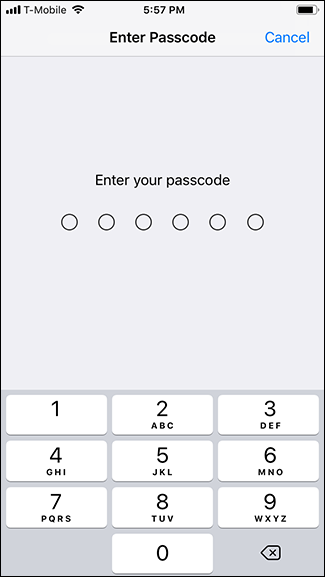 T-Mobile 5:57 PM
Enter Passcode Cancel
Enter your passcode
1 2 3
ABC DEF
4 5 6
GHI JKL MNO
7 8 9
PQRS TUV WXYZ
0